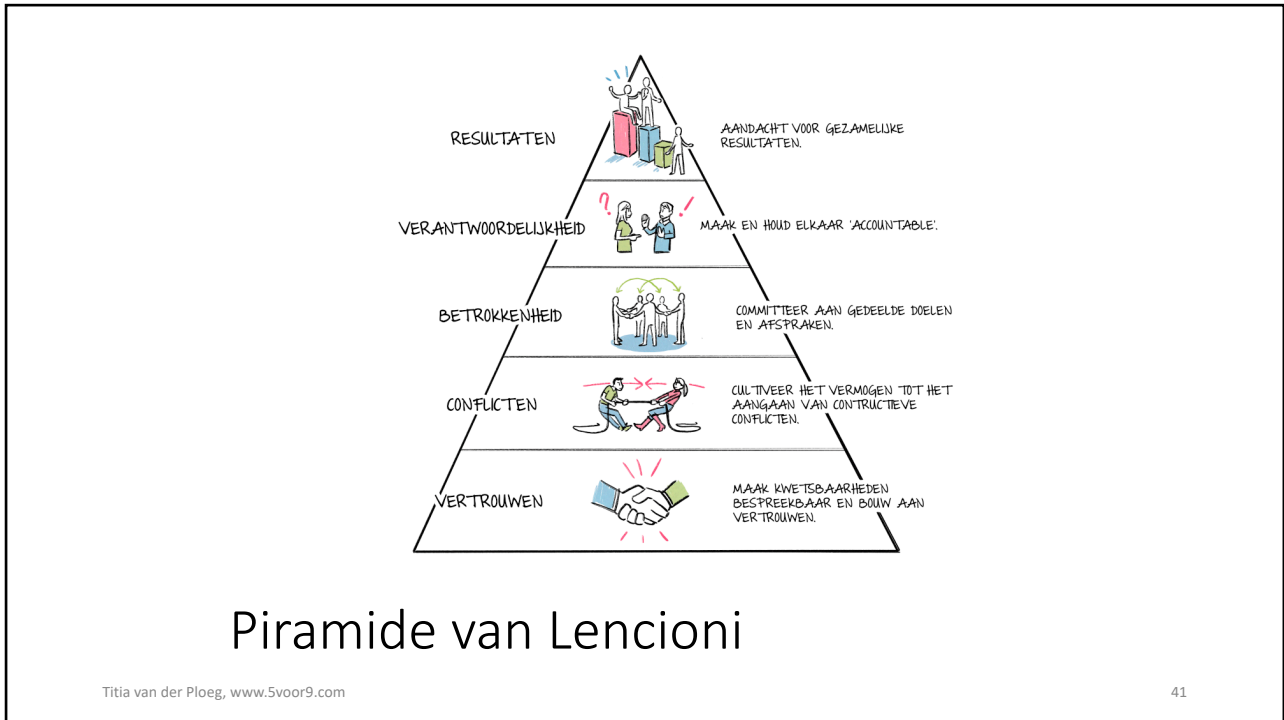 RESULTATEN
AANDACHT VOOR GEZAMELIJKE
RESULTATEN.
?
!
VERANTWOORDELIJKHEID
MAAK EN HOUD ELKAAR 'ACCOUNTABLE'.
BETROKKENHEID
COMMITTEER AAN GEDEELDE DOELEN
EN AFSPRAKEN.
CONFLICTEN
CULTIVEER HET VERMOGEN TOT HET
AANGAAN VAN CONTRUCTIEVE
CONFLICTEN.
VERTROUWEN
MAAK KWETSBAARHEDEN
BESPREEKBAAR EN BOUW AAN
VERTROUWEN.
Piramide van Lencioni
Titia van der Ploeg, www.5voor9.com
41